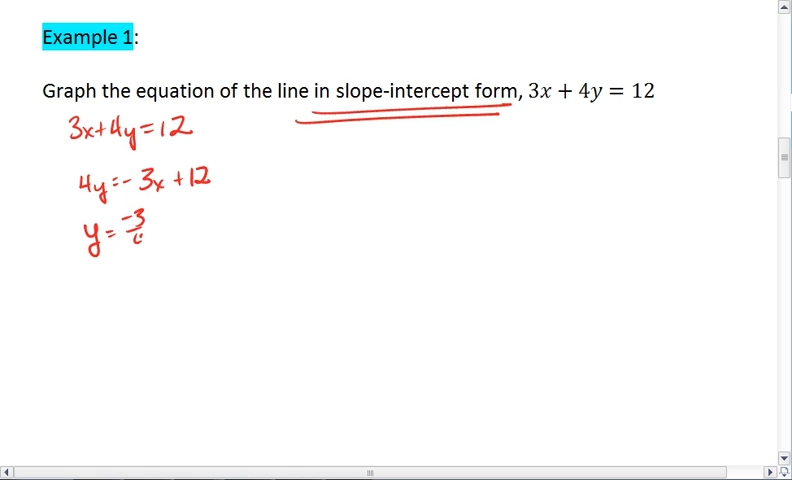 Example 1:
Graph the equation of the line in slope-intercept form, 3x + 4y = 12
3x+4y=12
4y=-3x+12
y=-3/